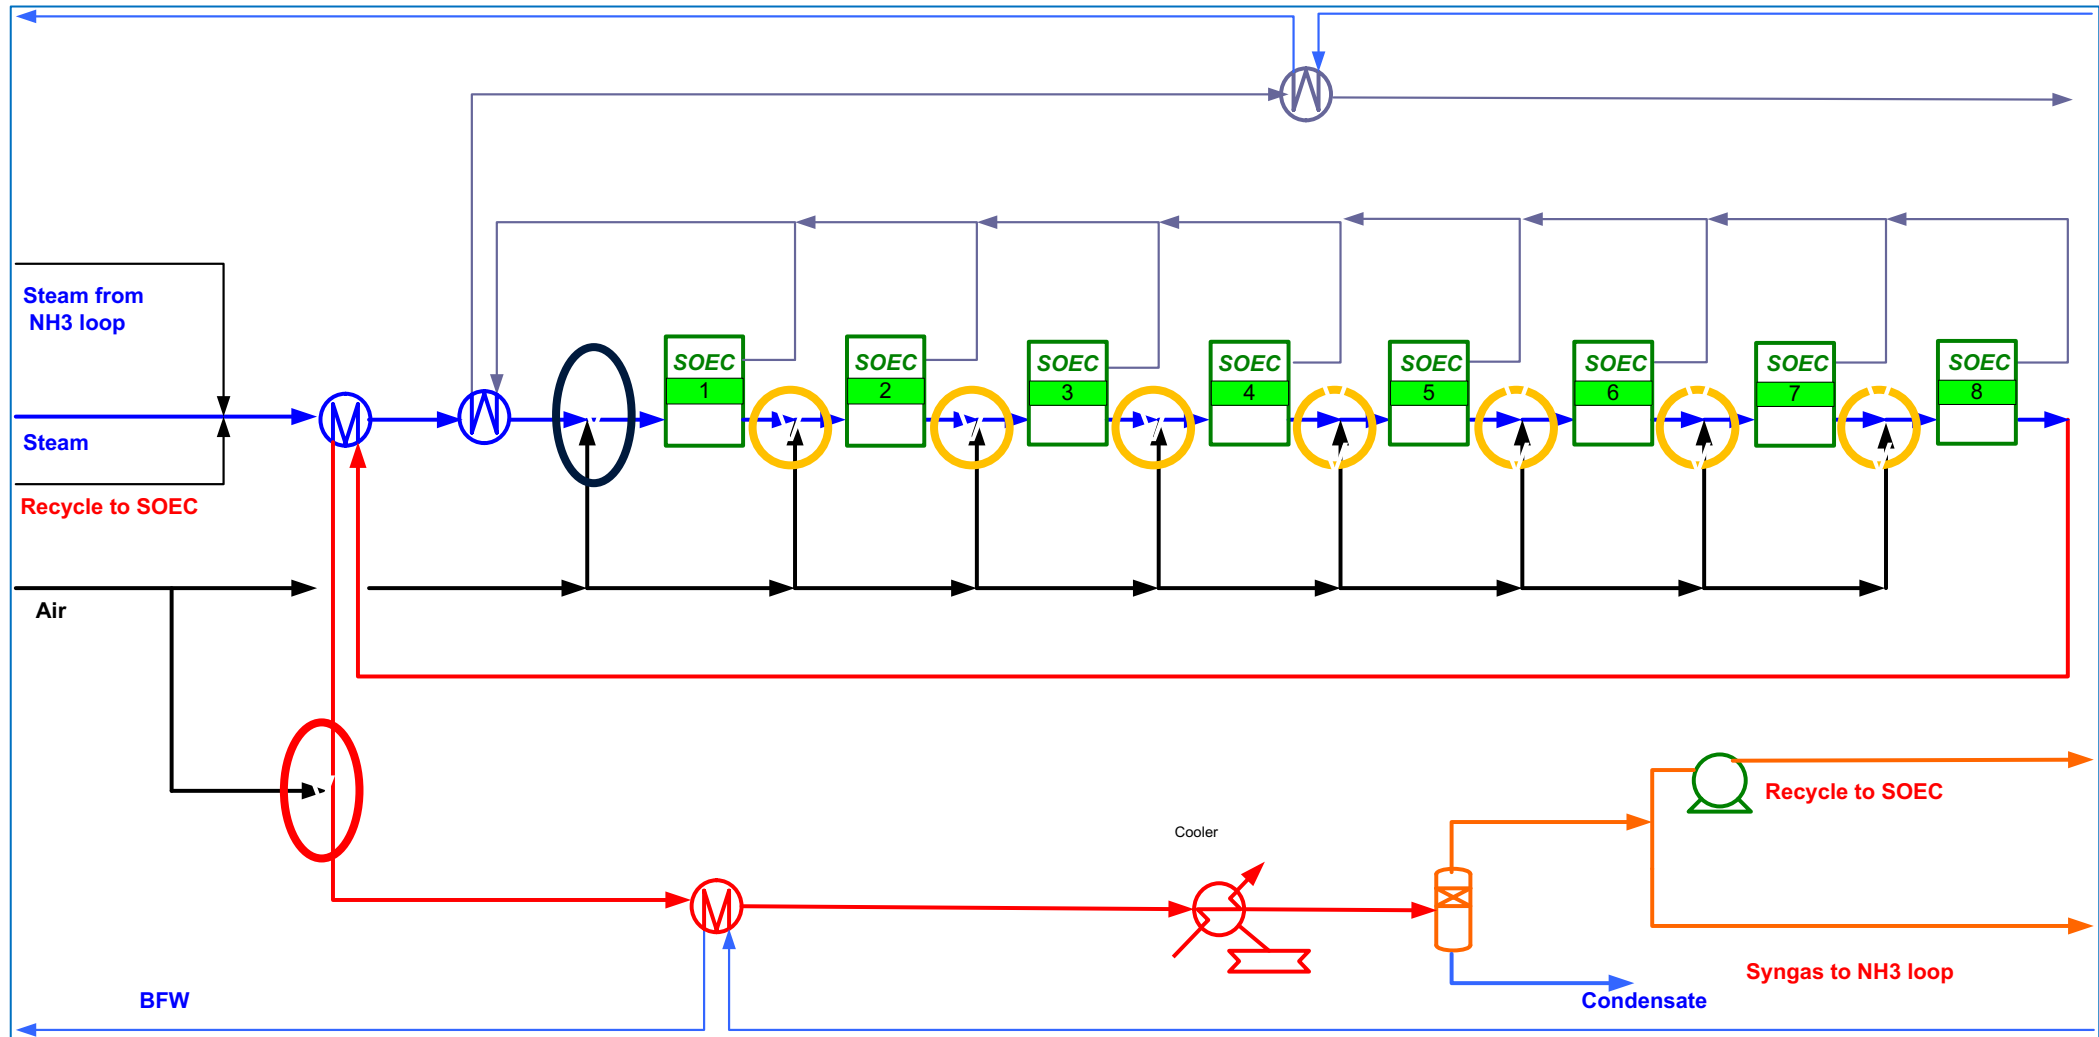 Steam from
NH3 loop
SOEC
1
SOEC
2
SOEC
3
SOEC
4
SOEC
5
SOEC
6
SOEC
7
SOEC
8
Steam
Recycle to SOEC
Air
Recycle to SOEC
Cooler
Syngas to NH3 loop
BFW
Condensate